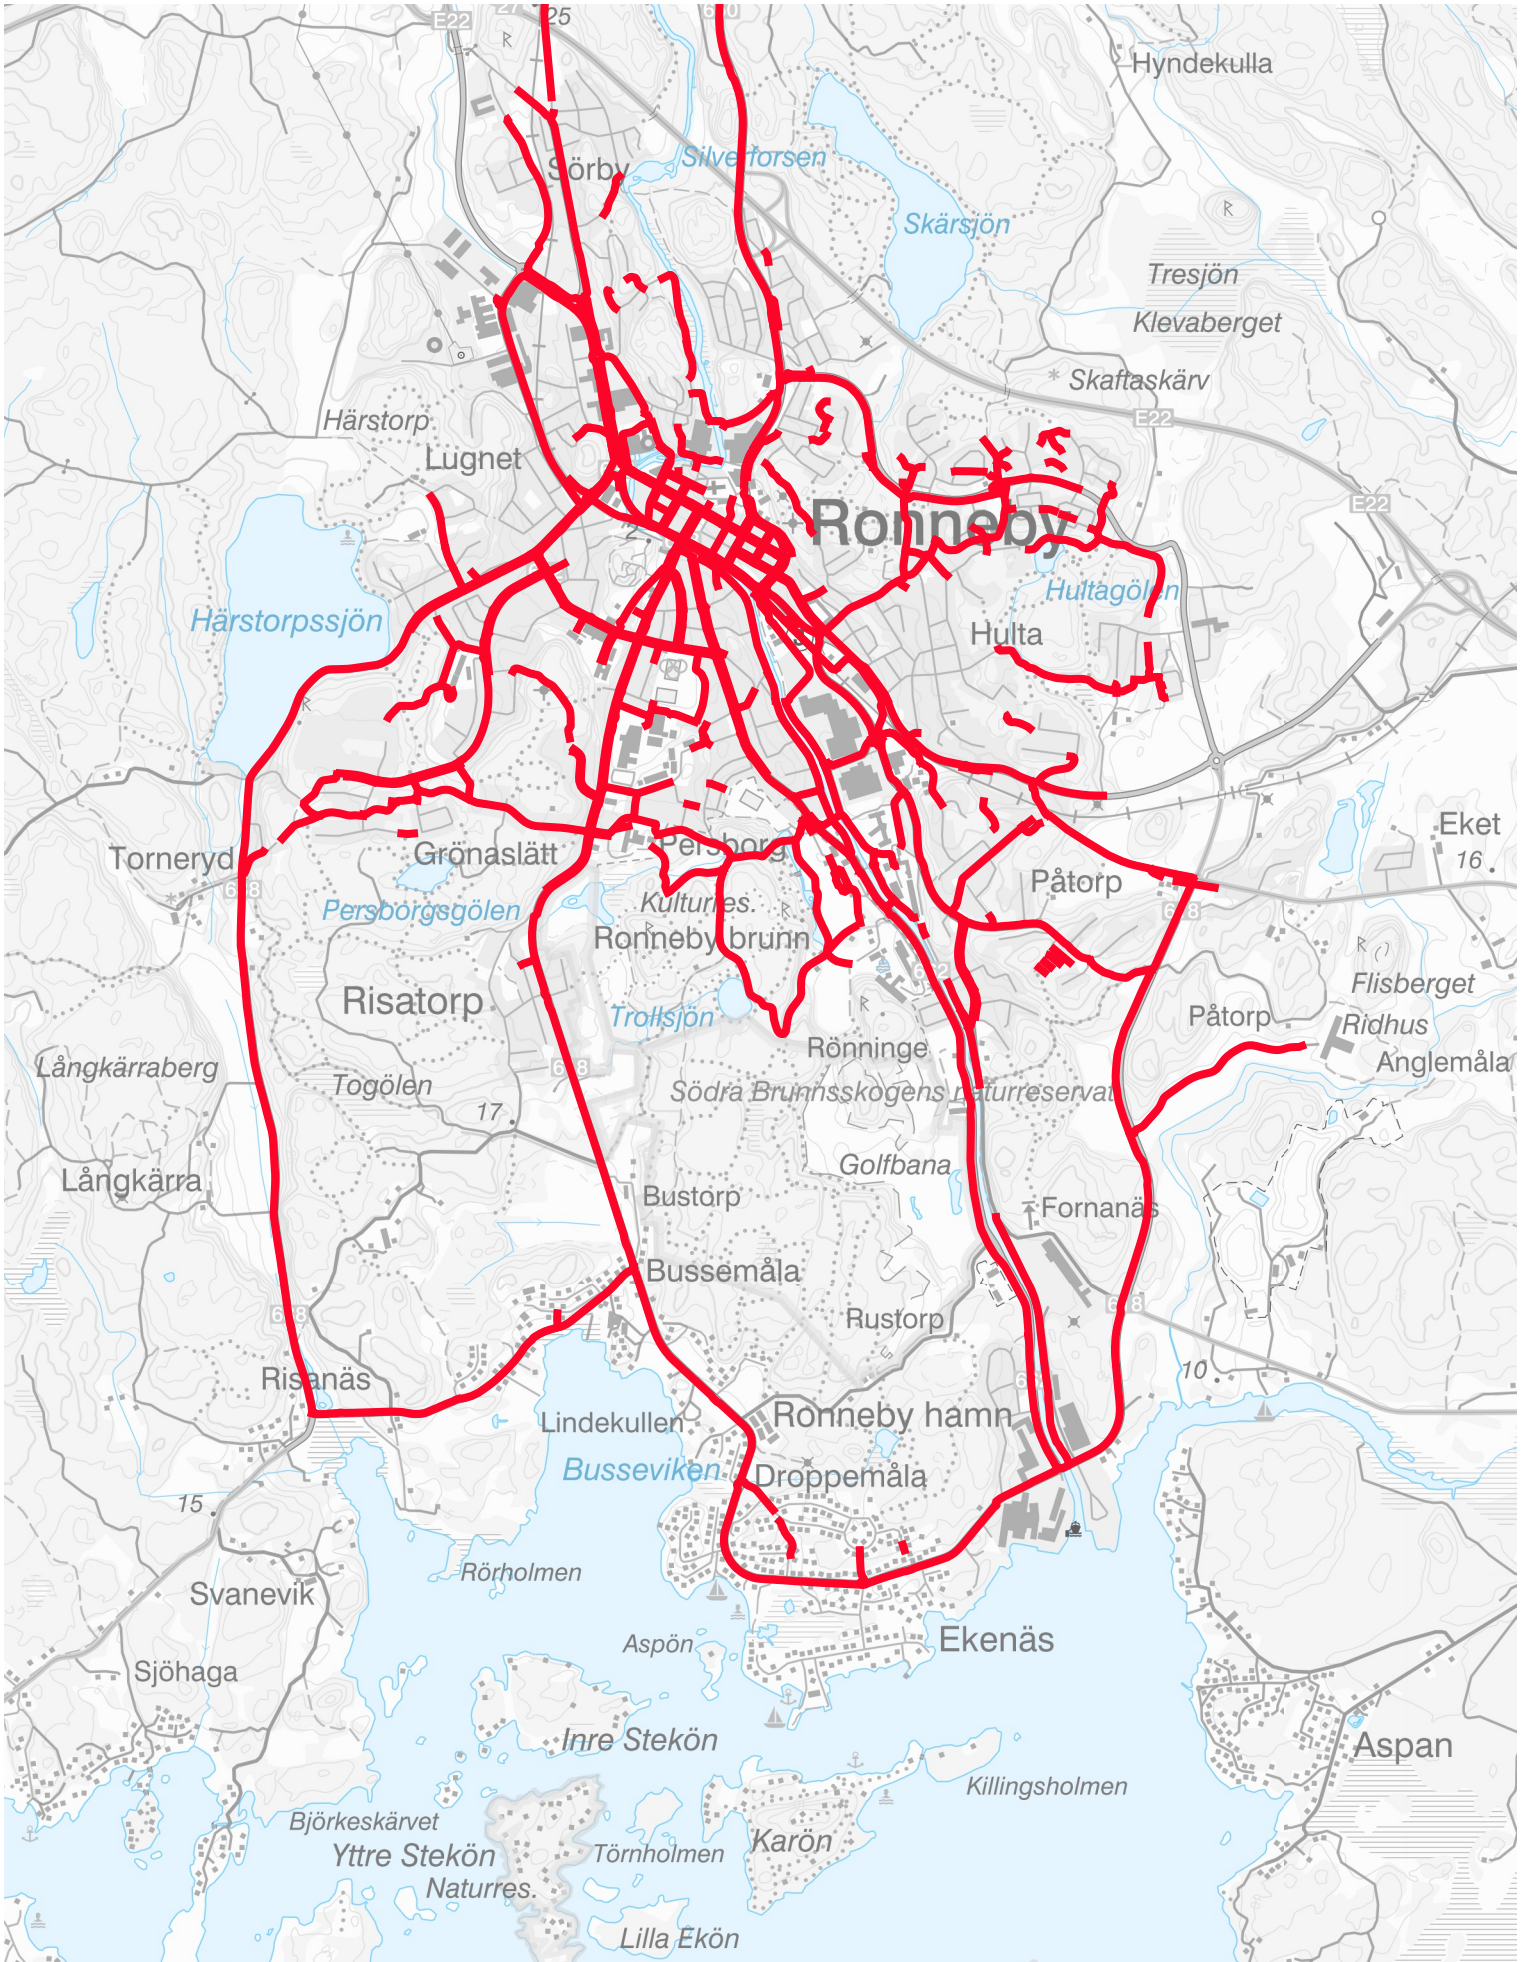 E22
27
25
Hyndekulla
Silverforsen
Sörby
Skärsjön
Tresjön
Klevaberget
Skaftaskärv
Härstorp
E22
Lugnet
E22
Ronneby
Härstorpssjön
Hultagölen
Hulta
Eket
16
Torneryd
Grönaslätt
Persborg
Påtorp
Persborgsgölen
Kulturres.
Ronneby brunn
Flisberget
Risatorp
Trollsjön
Påtorp
Ridhus
Rönninge
Anglemåla
Långkärraberg
Togölen
Södra Brunnsskogens naturreservat
17
Golfbana
Långkärra
Bustorp
Fornanäs
Bussemåla
Rustorp
Risanäs
10
Lindekullen
Ronneby hamn
Busseviken
Droppemåla
15
Rörholmen
Svanevik
Aspön
Ekenäs
Sjöhaga
Inre Stekön
Aspan
Killingsholmen
Björkeskärvet
Karön
Yttre Stekön
Törnholmen
Naturres.
Lilla Ekön